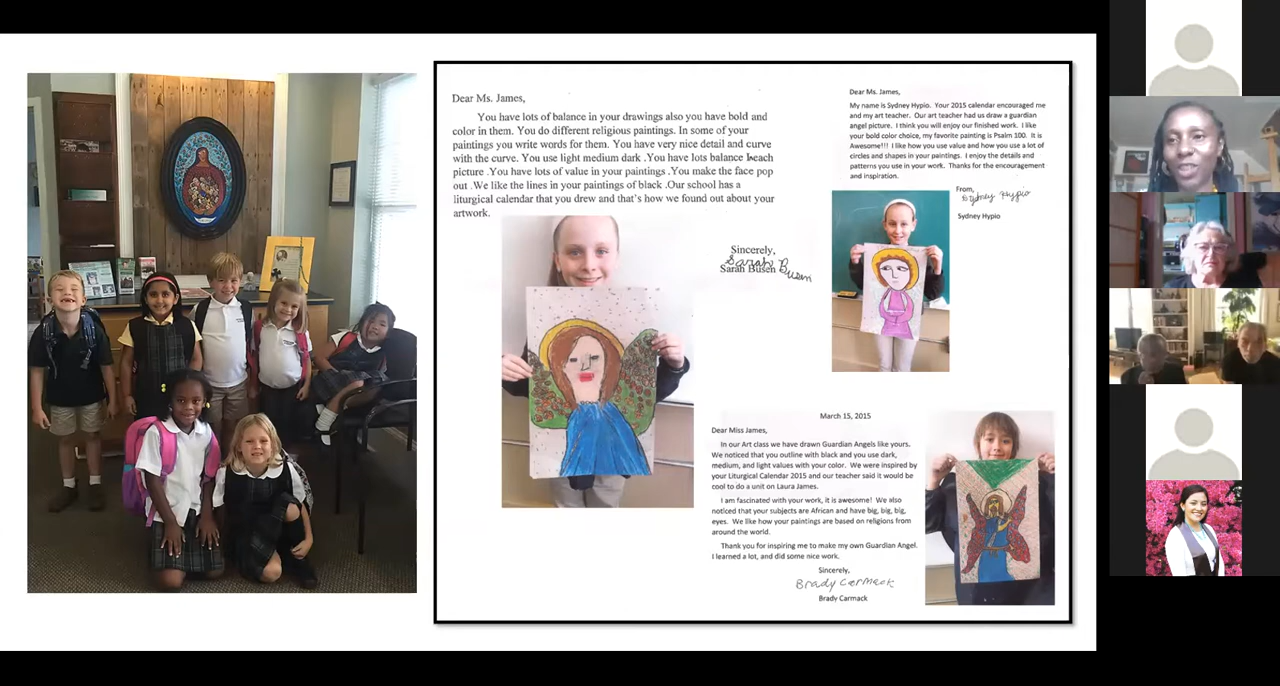 Dear Ms. James,
You have lots of balance in your drawings also you have bold and
color in them. You do different religious paintings. In some of your
paintings you write words for them. You have very nice detail and curve
with the curve. You use light medium dark .You have lots balance beach
picture .You have lots of value in your paintings .You make the face pop
out .We like the lines in your paintings of black .Our school has a
liturgical calendar that you drew and that's how we found out about your
artwork.
Sincerely,
Sarah Busen
Sarah Busen
Dear Ms. James,
My name is Sydney Hypio. Your 2015 calendar encouraged me
and my art teacher. Our art teacher had us draw a guardian
angel picture. I think you will enjoy our finished work. I like
your bold color choice, my favorite painting is Psalm 100. It is
Awesome!!! I like how you use value and how you use a lot of
circles and shapes in your paintings. I enjoy the details and
patterns you use in your work. Thanks for the encouragement
and inspiration.
From,
Sydney Hypio
Sydney Hypio
March 15, 2015
Dear Miss James,
In our Art class we have drawn Guardian Angels like yours.
We noticed that you outline with black and you use dark,
medium, and light values with your color. We were inspired by
your Liturgical Calendar 2015 and our teacher said it would be
cool to do a unit on Laura James.
I am fascinated with your work, it is awesome! We also
noticed that your subjects are African and have big, big, big,
eyes. We like how your paintings are based on religions from
around the world.
Thank you for inspiring me to make my own Guardian Angel.
I learned a lot, and did some nice work.
Sincerely,
Brady Carmack
Brady Carmack